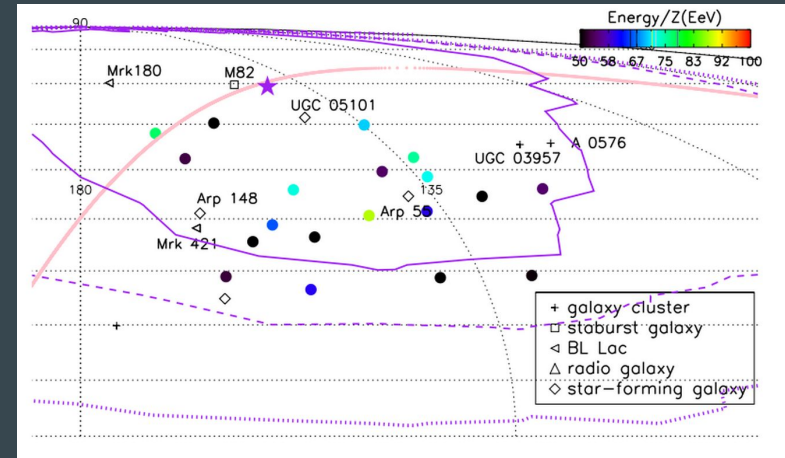 90
Energy/Z(EeV)
50 58 67 75 83 92 100
Mrk180
M82
UGC 05101
A 0576
UGC 03957
180
135
Arp 148
Arp 55
Mrk 421
galaxy cluster
staburst galaxy
BL Lac
radio galaxy
star-forming galaxy